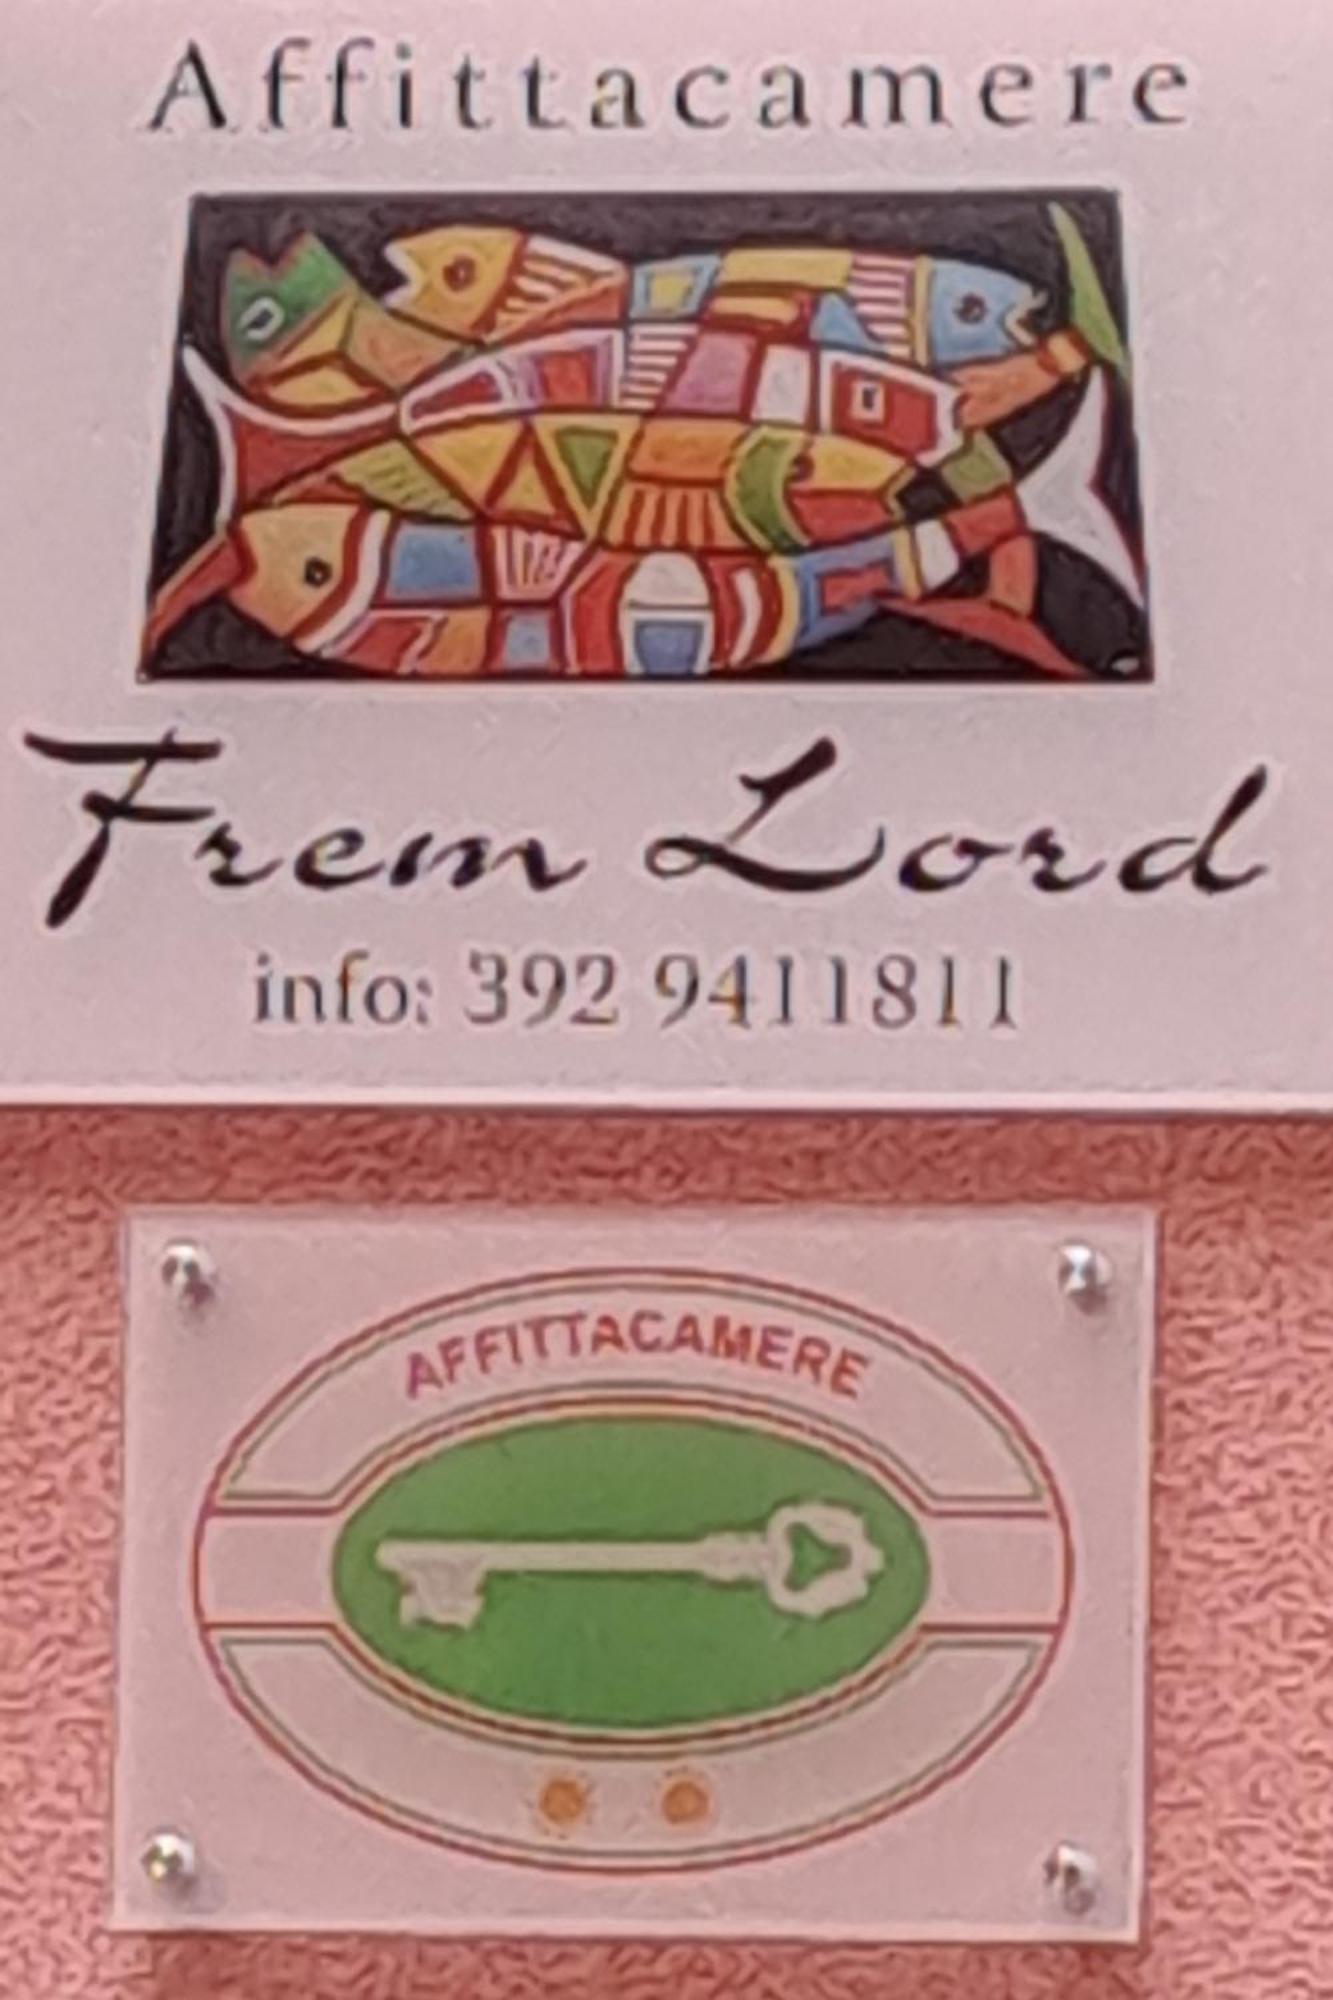 Affittacamere
Frem Lord
info: 392 9411811
AFFITTACAMERE